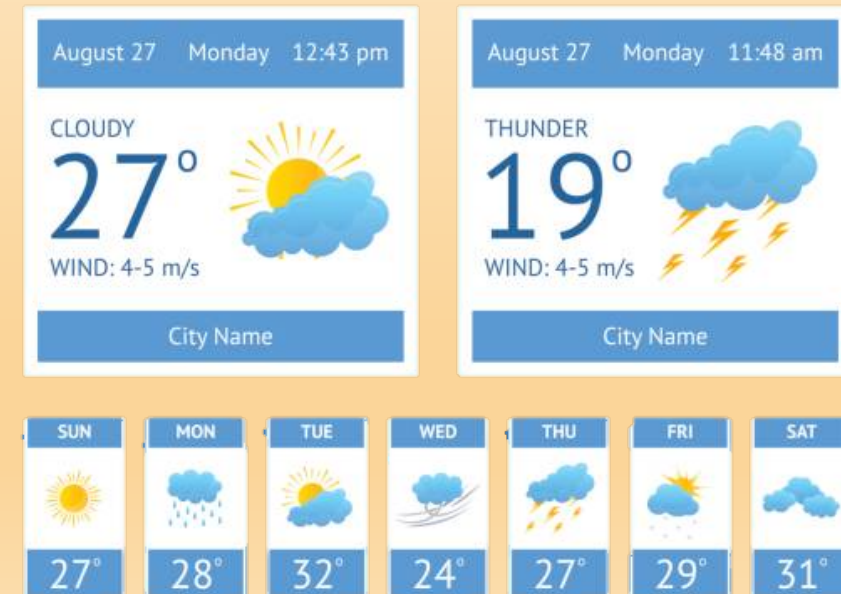 August 27 Monday 12:43 pm
CLOUDY
27°
WIND: 4-5 m/s
City Name
August 27 Monday 11:48 am
THUNDER
19°
WIND: 4-5 m/s
City Name
SUN MON TUE WED THU FRI SAT
27° 28° 32° 24° 27° 29° 31°